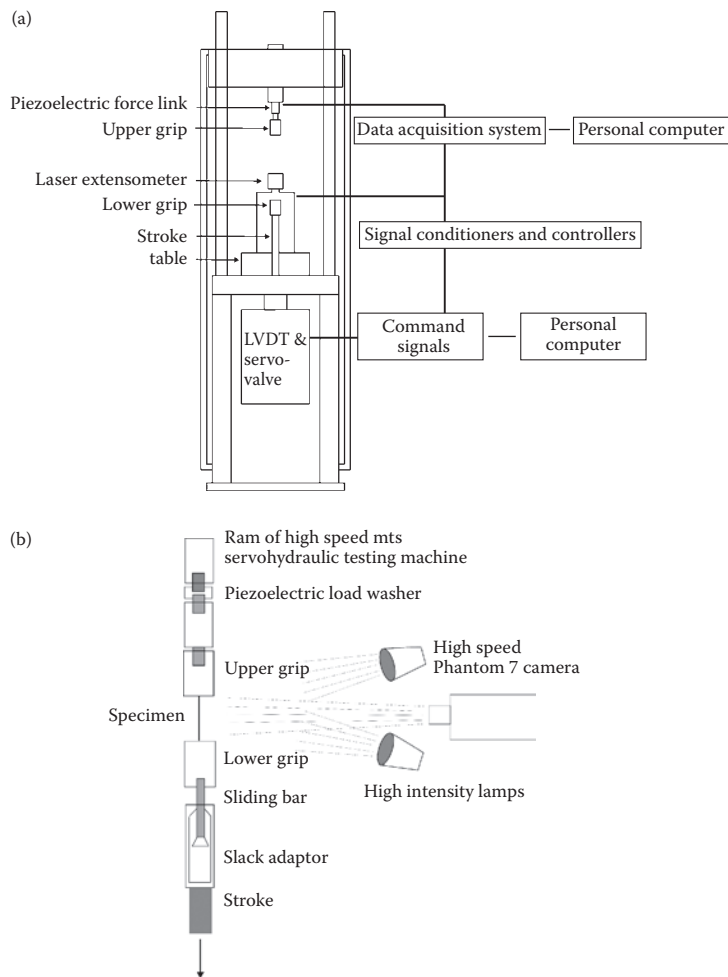 (a)
Piezoelectric force link
Upper grip
Data acquisition system
Personal computer
Laser extensometer
Lower grip
Stroke
table
Signal conditioners and controllers
LVDT &
servo-
valve
Command
signals
Personal
computer
(b)
Ram of high speed mts
servohydraulic testing machine
Piezoelectric load washer
Upper grip
High speed
Phantom 7 camera
Specimen
Lower grip
High intensity lamps
Sliding bar
Slack adaptor
Stroke